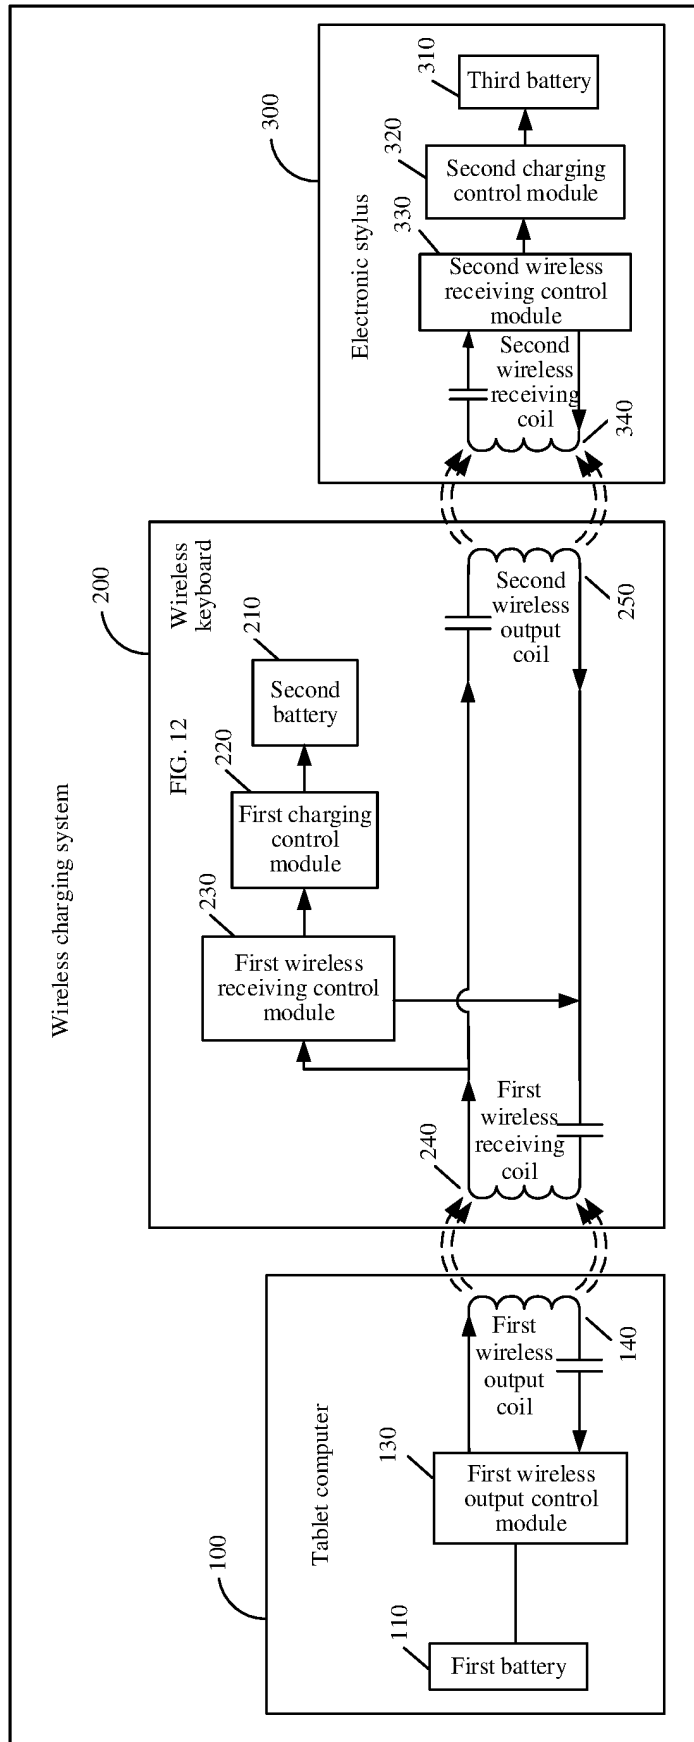 Wireless charging system
300
Electronic stylus
310
Third battery
320
Second charging
control module
330
Second wireless
receiving control
module
Second
wireless
receiving
coil
340
200
Wireless
keyboard
210
Second
battery
FIG. 12
220
First charging
control
module
230
First wireless
receiving control
module
Second
wireless
output
coil
250
240
First
wireless
receiving
coil
100
Tablet computer
First
wireless
output
coil
140
130
First wireless
output control
module
110
First battery